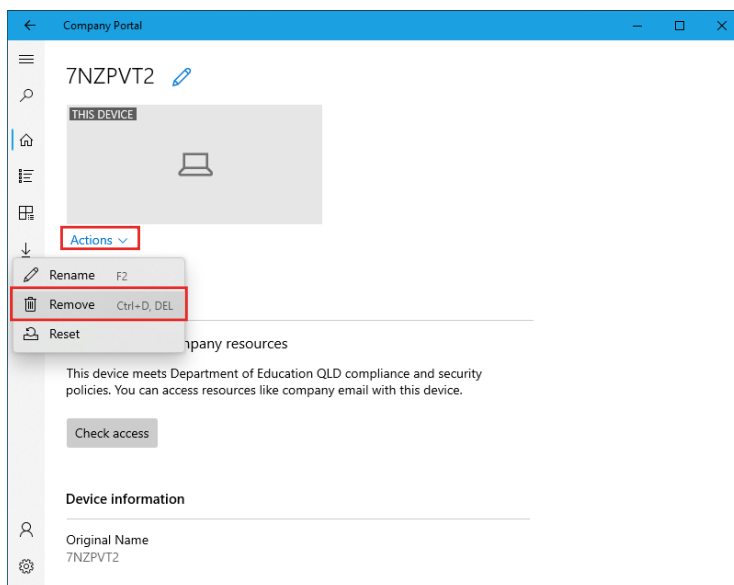 Company Portal
7NZPVT2
THIS DEVICE
Actions
Rename F2
Remove Ctrl+D, DEL
Reset
npany resources
This device meets Department of Education QLD compliance and security
policies. You can access resources like company email with this device.
Check access
Device information
Original Name
7NZPVT2